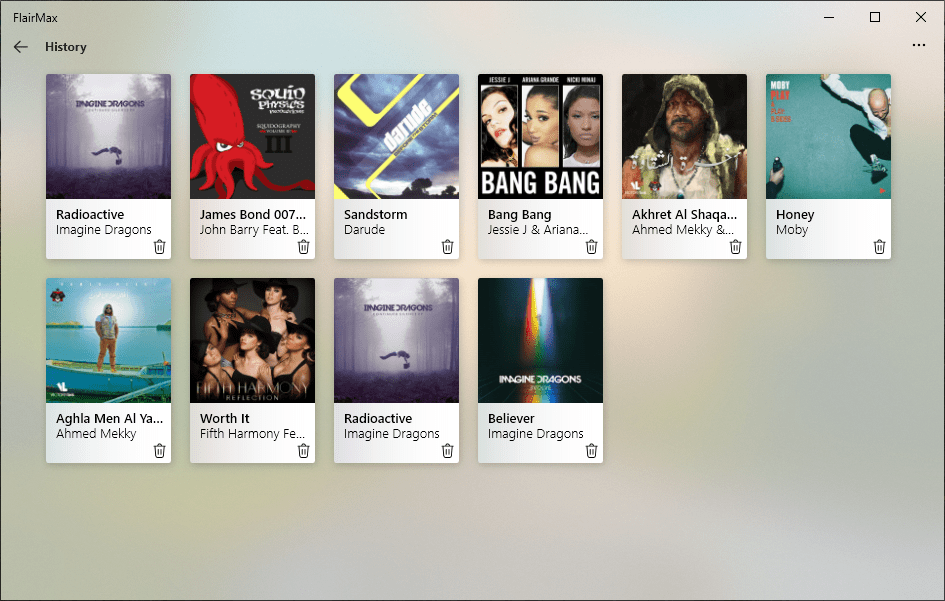 FlairMax
History
IMAGINE DRAGONS
Radioactive
Imagine Dragons
SQUID
PHYSICS
PRODUCTIONS
SQUIDOGRAPHY
III
James Bond 007...
John Barry Feat. B...
darude
Sandstorm
Darude
JESSIE J ARIANA GRANDE NICKI MINAJ
BANG BANG
Bang Bang
Jessie J & Ariana...
Akhret Al Shaqa...
Ahmed Mekky &...
MOBY
PLAY
Honey
Moby
Aghla Men Al Ya...
Ahmed Mekky
FIFTH HARMONY
REFLECTION
Worth It
Fifth Harmony Fe...
IMAGINE DRAGONS
Radioactive
Imagine Dragons
IMAGINE DRAGONS
EVOLVE
Believer
Imagine Dragons